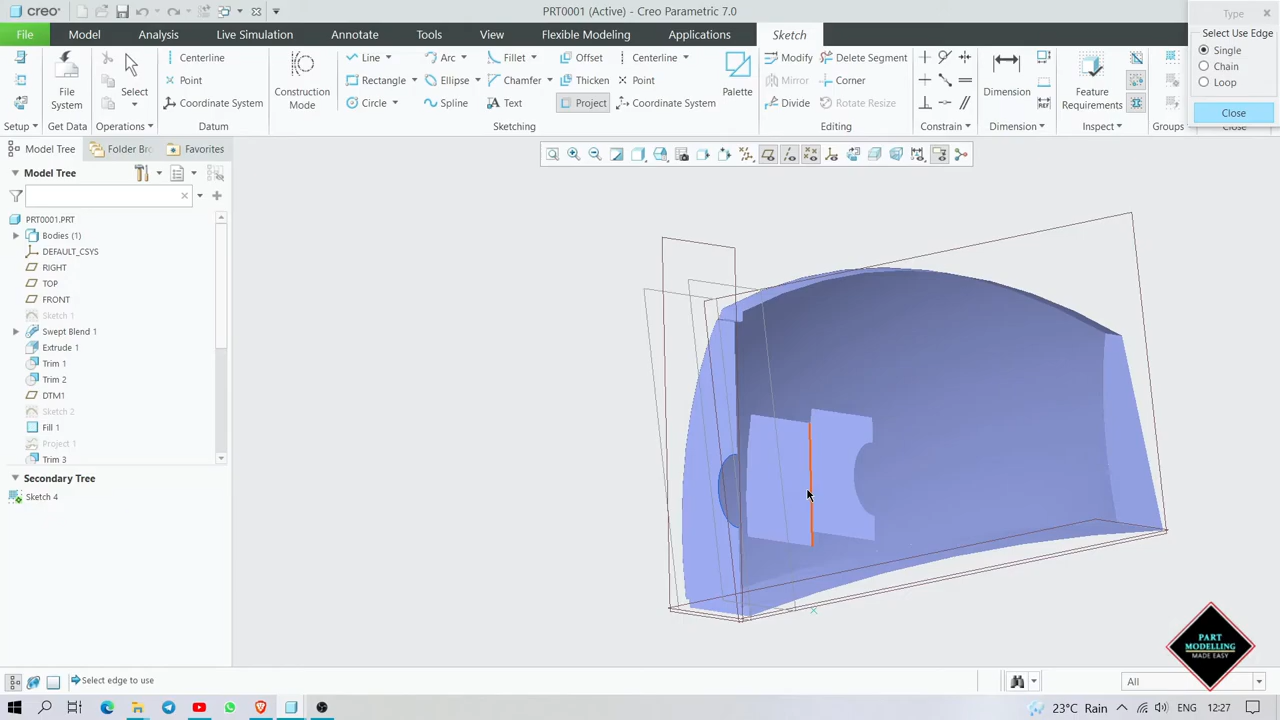 creo
PRT0001 (Active) - Creo Parametric 7.0
Type
File
Model
Analysis
Live Simulation
Annotate
Tools
View
Flexible Modeling
Applications
Sketch
Select Use Edge
Single
Chain
Loop
Close
File System
Select
Centerline
Point
Coordinate System
Construction Mode
Line
Rectangle
Circle
Arc
Ellipse
Spline
Fillet
Chamfer
Text
Offset
Thicken
Project
Centerline
Point
Coordinate System
Palette
Modify
Mirror
Divide
Delete Segment
Corner
Rotate Resize
Dimension
Feature Requirements
Setup
Get Data
Operations
Datum
Sketching
Editing
Constrain
Dimension
Inspect
Groups
Close
Model Tree
Folder Br
Favorites
Model Tree
PRT0001.PRT
Bodies (1)
DEFAULT_CSYS
RIGHT
TOP
FRONT
Sketch 1
Swept Blend 1
Extrude 1
Trim 1
Trim 2
DTM1
Sketch 2
Fill 1
Project 1
Trim 3
Secondary Tree
Sketch 4
PART
MODELLING
MADE EASY
Select edge to use
All
23°C Rain
ENG
12:27